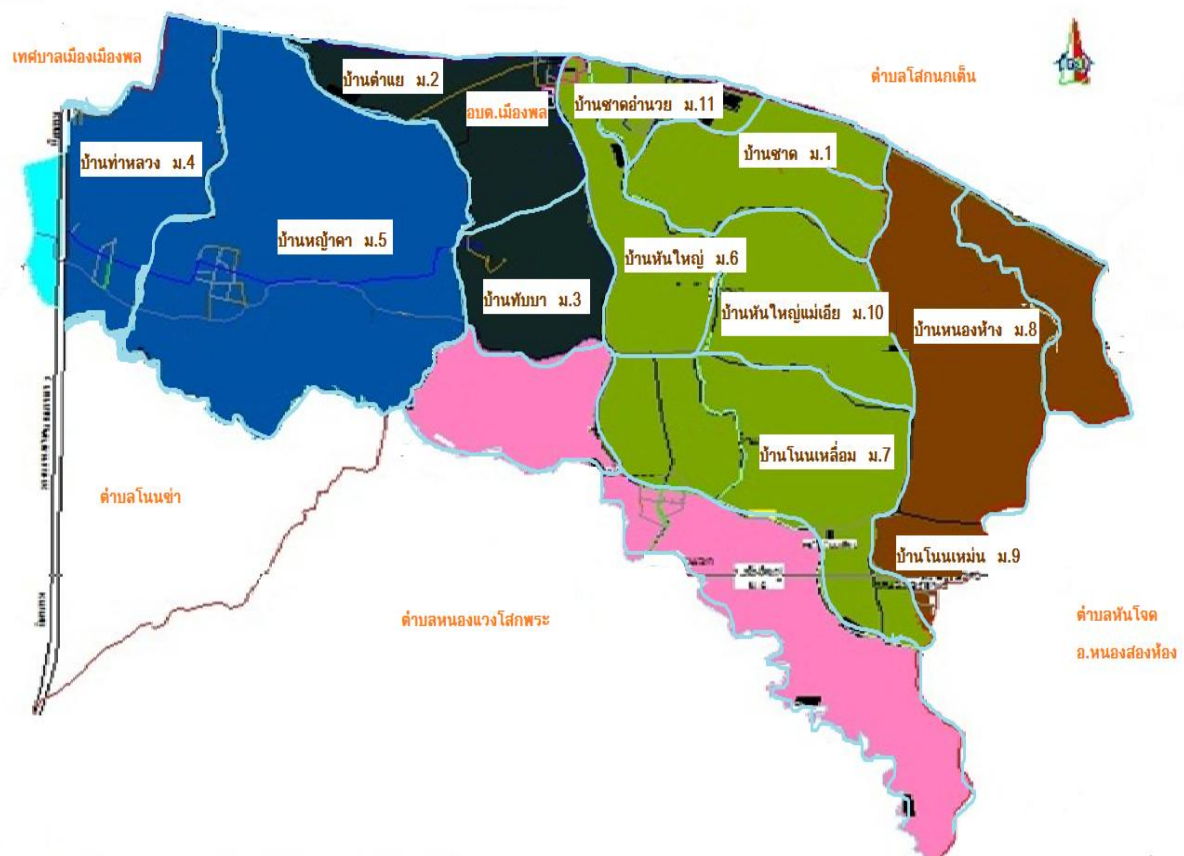 เทศบาลเมืองเมืองพล
ตำบลโสกนกเต็น
บ้านตำแย ม.2
อบต.เมืองพล
บ้านชาดอำนวย ม.11
บ้านท่าหลวง ม.4
บ้านชาด ม.1
บ้านหญ้าคา ม.5
บ้านหันใหญ่ ม.6
บ้านทับบา ม.3
บ้านหันใหญ่แม่เอีย ม.10
บ้านหนองห้าง ม.8
บ้านโนนเหลื่อม ม.7
ตำบลโนนข่า
บ้านโนนเหม่น ม.9
ตำบลหนองแวงโสกพระ
ตำบลหันโจด
อ.หนองสองห้อง